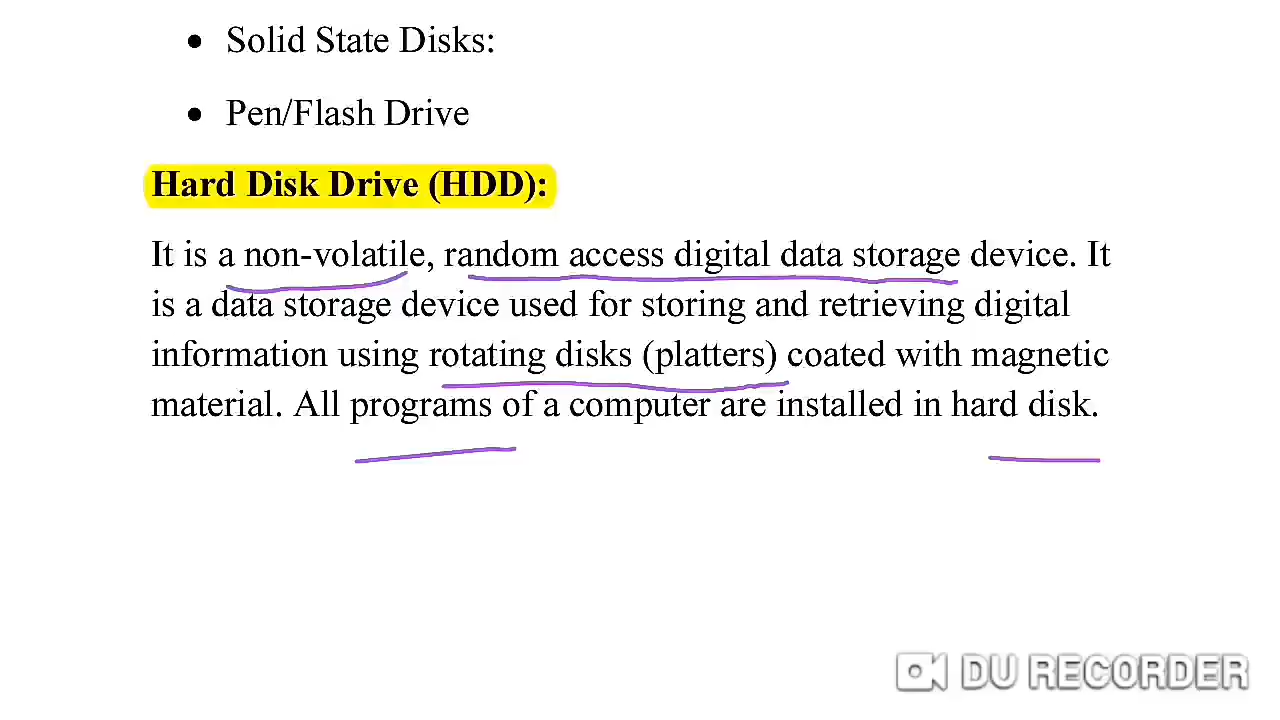 • Solid State Disks:
• Pen/Flash Drive
Hard Disk Drive (HDD):
It is a non-volatile, random access digital data storage device. It
is a data storage device used for storing and retrieving digital
information using rotating disks (platters) coated with magnetic
material. All programs of a computer are installed in hard disk.
DU RECORDER